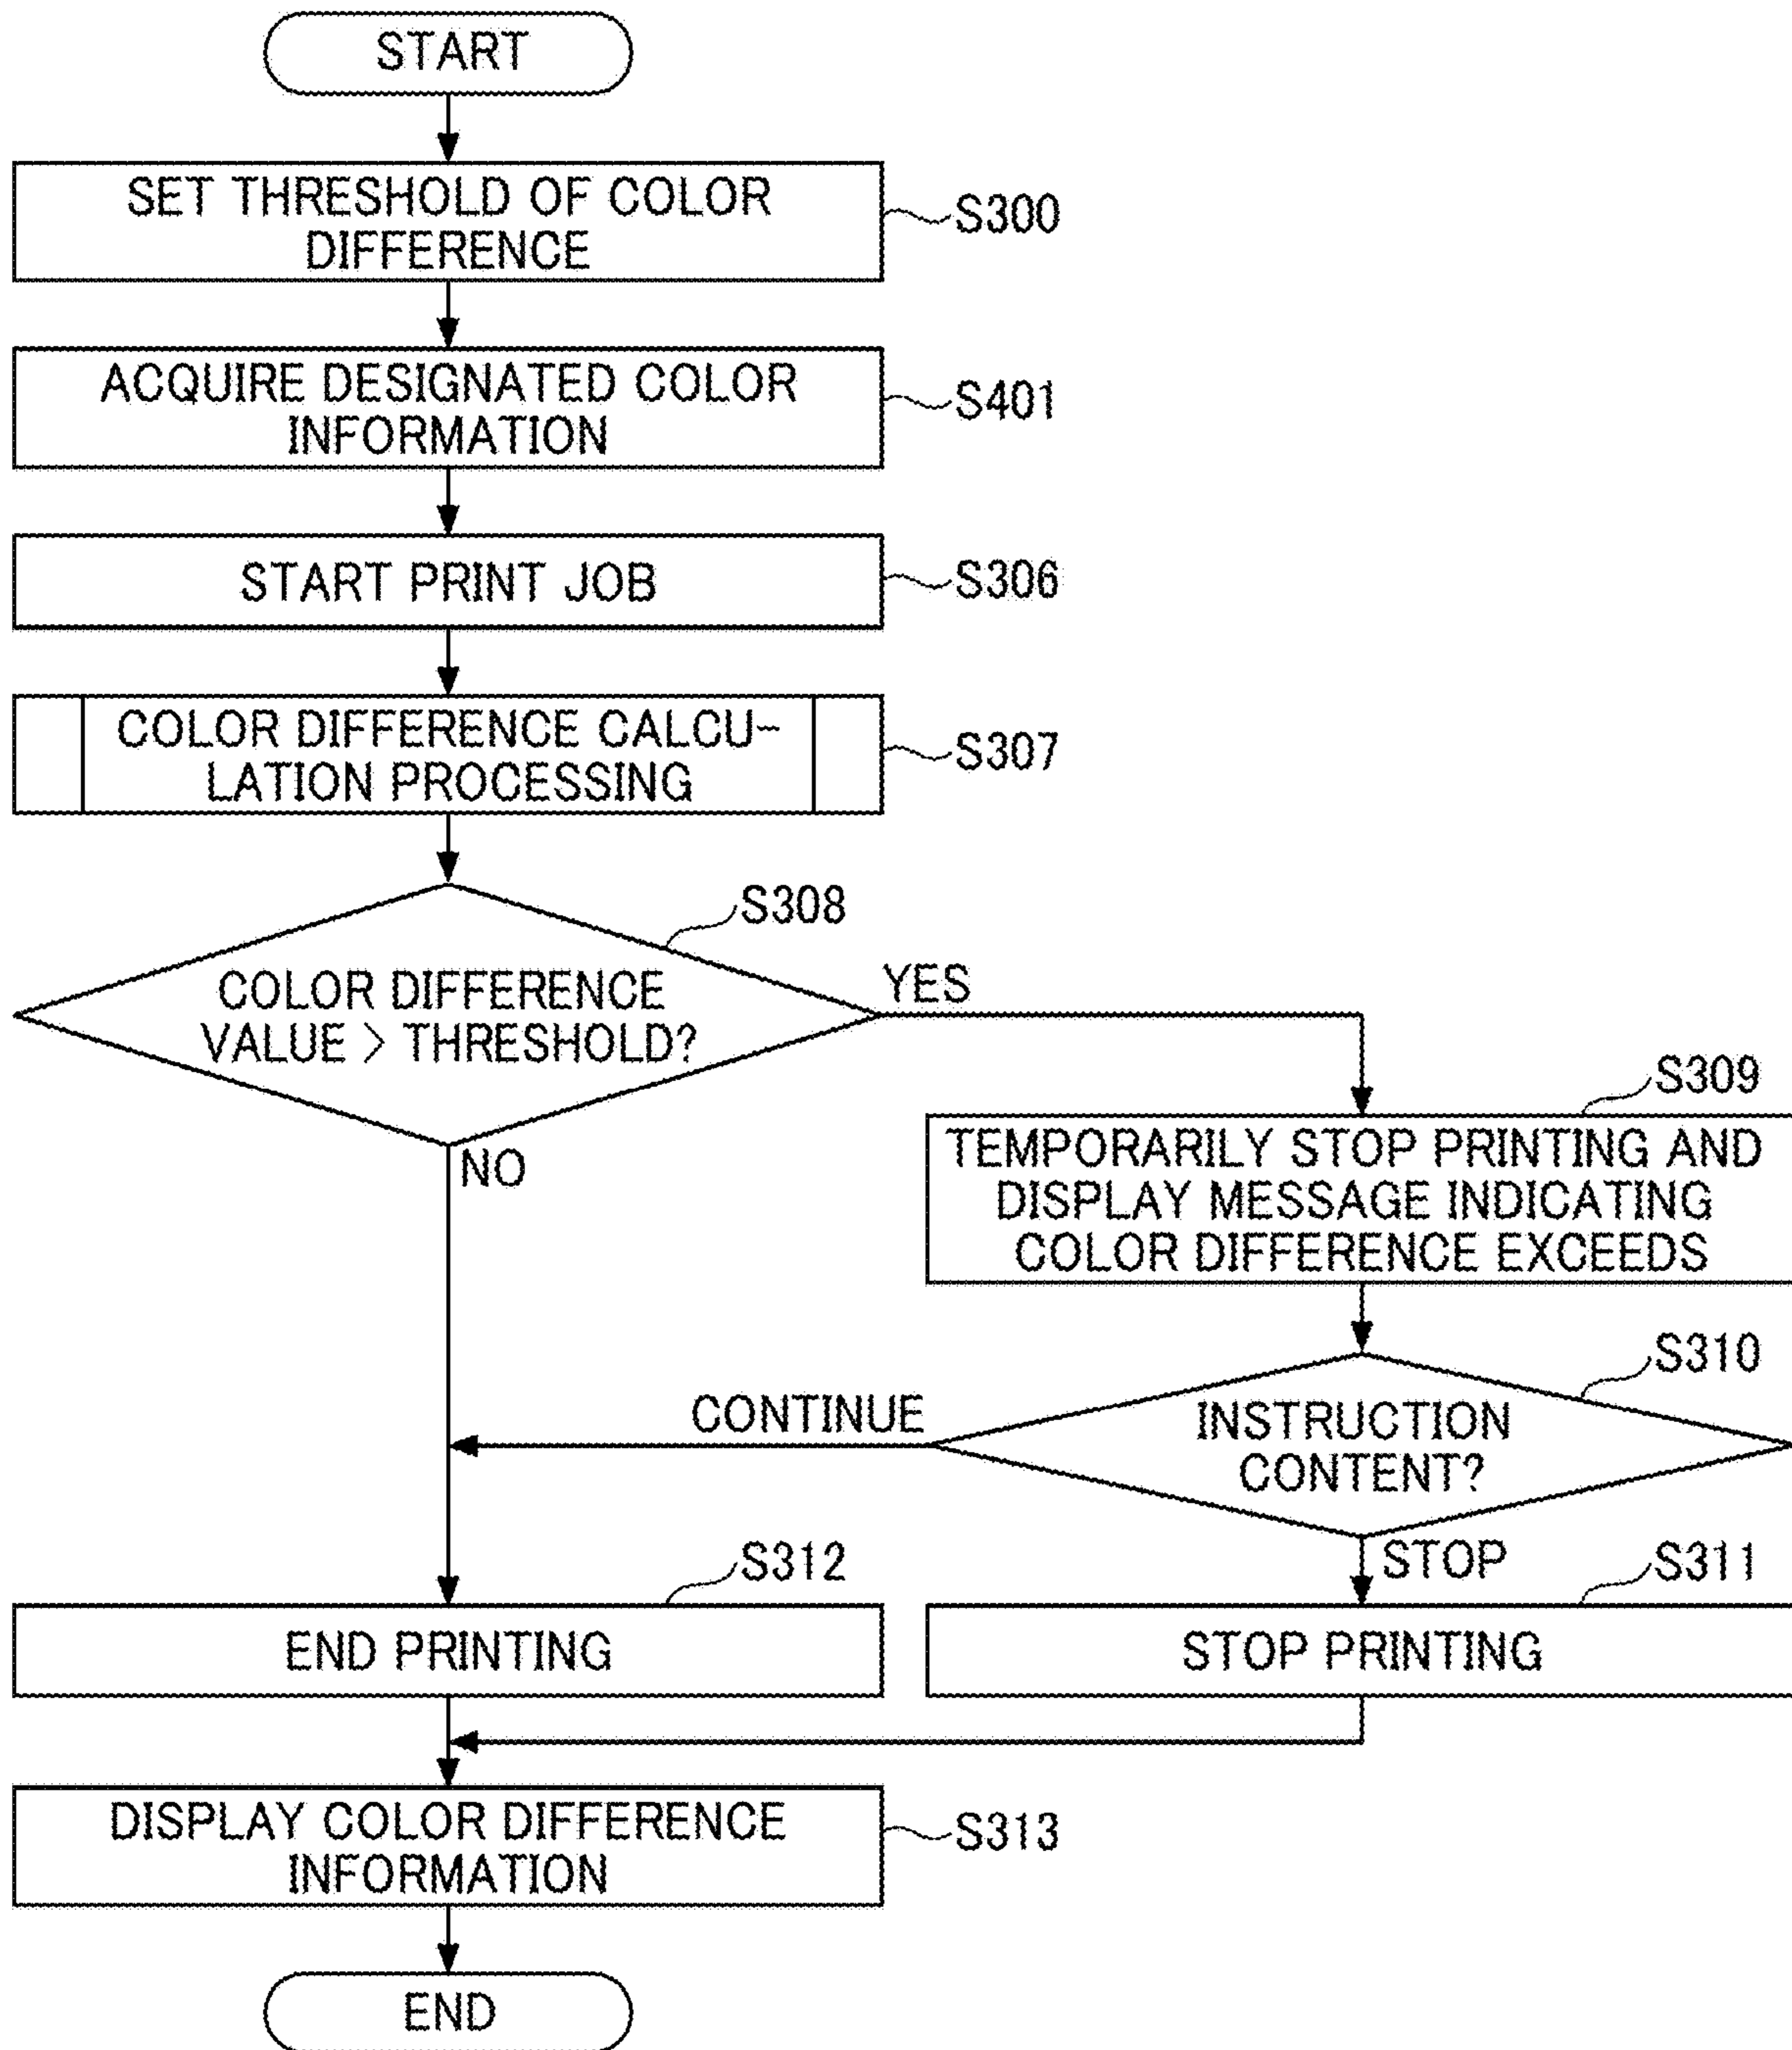 START
SET THRESHOLD OF COLOR
DIFFERENCE
S300
ACQUIRE DESIGNATED COLOR
INFORMATION
S401
START PRINT JOB
S306
COLOR DIFFERENCE CALCU-
LATION PROCESSING
S307
S308
COLOR DIFFERENCE
VALUE > THRESHOLD?
YES
NO
S309
TEMPORARILY STOP PRINTING AND
DISPLAY MESSAGE INDICATING
COLOR DIFFERENCE EXCEEDS
S310
INSTRUCTION
CONTENT?
CONTINUE
STOP
S312
END PRINTING
S311
STOP PRINTING
DISPLAY COLOR DIFFERENCE
INFORMATION
S313
END